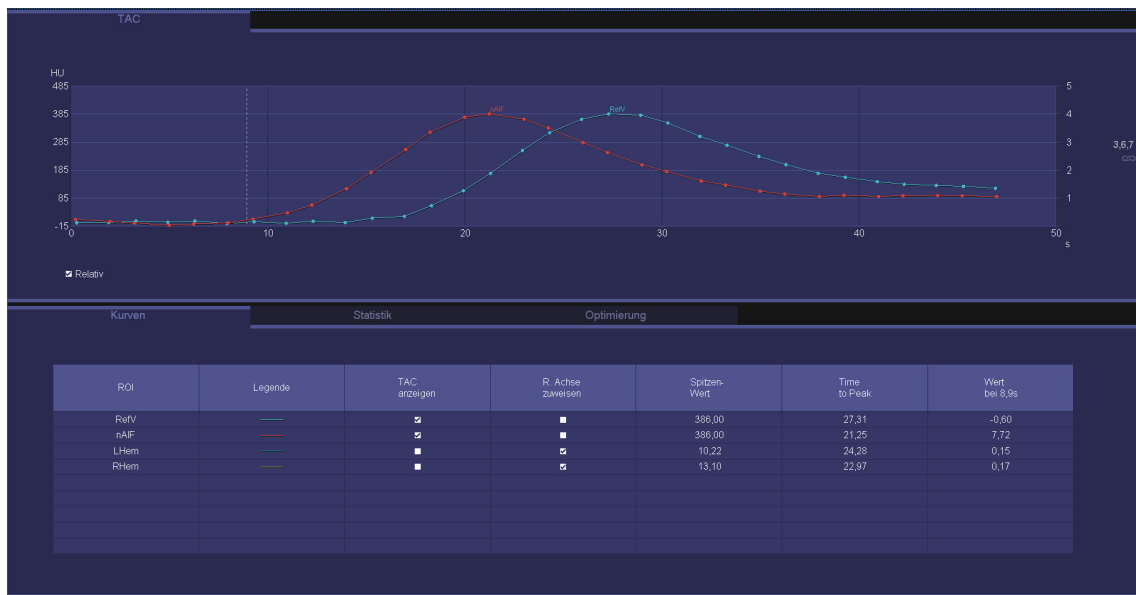 TAC
HU
485
385
285
185
85
-15
nAIF
RefV
5
4
3
2
1
3,6,7
0 10 20 30 40 50
s
Relativ
Kurven Statistik Optimierung
ROI Legende TAC anzeigen R. Achse zuweisen Spitzen-Wert Time to Peak Wert bei 8,9s
RefV 386,00 27,31 -0,60
nAIF 386,00 21,25 7,72
LHem 10,22 24,28 0,15
RHem 13,10 22,97 0,17